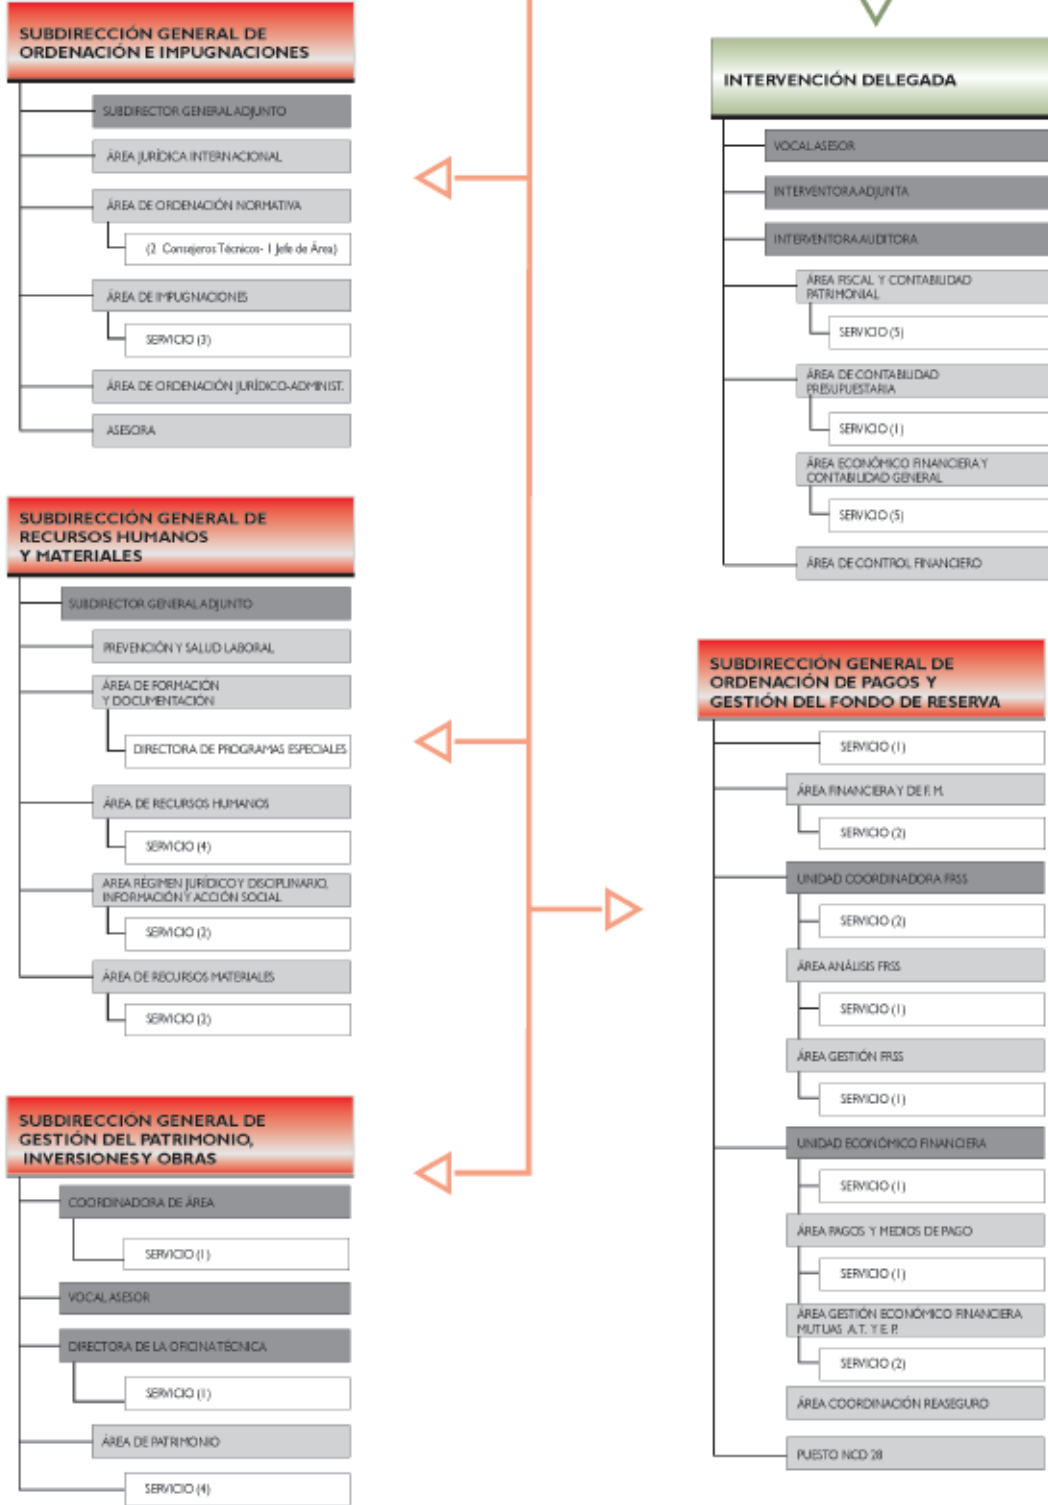 SUBDIRECCIÓN GENERAL DE
ORDENACIÓN E IMPUGNACIONES
SUBDIRECTOR GENERAL ADJUNTO
ÁREA JURÍDICA INTERNACIONAL
ÁREA DE ORDENACIÓN NORMATIVA
(2 Consejeros Técnicos- 1 Jefe de Área)
ÁREA DE IMPUGNACIONES
SERVICIO (3)
ÁREA DE ORDENACIÓN JURÍDICO-ADMINIST.
ASESORA
SUBDIRECCIÓN GENERAL DE
RECURSOS HUMANOS
Y MATERIALES
SUBDIRECTOR GENERAL ADJUNTO
PREVENCIÓN Y SALUD LABORAL
ÁREA DE FORMACIÓN
Y DOCUMENTACIÓN
DIRECTORA DE PROGRAMAS ESPECIALES
ÁREA DE RECURSOS HUMANOS
SERVICIO (4)
AREA RÉGIMEN JURÍDICO Y DISCIPLINARIO,
INFORMACIÓN Y ACCIÓN SOCIAL
SERVICIO (2)
ÁREA DE RECURSOS MATERIALES
SERVICIO (2)
SUBDIRECCIÓN GENERAL DE
GESTIÓN DEL PATRIMONIO,
INVERSIONES Y OBRAS
COORDINADORA DE ÁREA
SERVICIO (1)
VOCAL ASESOR
DIRECTORA DE LA OFICINA TÉCNICA
SERVICIO (1)
ÁREA DE PATRIMONIO
SERVICIO (4)
INTERVENCIÓN DELEGADA
VOCAL ASESOR
INTERVENTORA ADJUNTA
INTERVENTORA AUDITORA
ÁREA FISCAL Y CONTABILIDAD
PATRIMONIAL
SERVICIO (5)
ÁREA DE CONTABILIDAD
PRESUPUESTARIA
SERVICIO (1)
ÁREA ECONÓMICO FINANCIERA Y
CONTABILIDAD GENERAL
SERVICIO (5)
ÁREA DE CONTROL FINANCIERO
SUBDIRECCIÓN GENERAL DE
ORDENACIÓN DE PAGOS Y
GESTIÓN DEL FONDO DE RESERVA
SERVICIO (1)
ÁREA FINANCIERA Y DE F. M.
SERVICIO (2)
UNIDAD COORDINADORA FRSS
SERVICIO (2)
ÁREA ANÁLISIS FRSS
SERVICIO (1)
ÁREA GESTIÓN FRSS
SERVICIO (1)
UNIDAD ECONÓMICO FINANCIERA
SERVICIO (1)
ÁREA PAGOS Y MEDIOS DE PAGO
SERVICIO (1)
ÁREA GESTIÓN ECONÓMICO FINANCIERA
MUTUAS A.T. Y E. P.
SERVICIO (2)
ÁREA COORDINACIÓN REASEGURO
PUESTO NCD 28